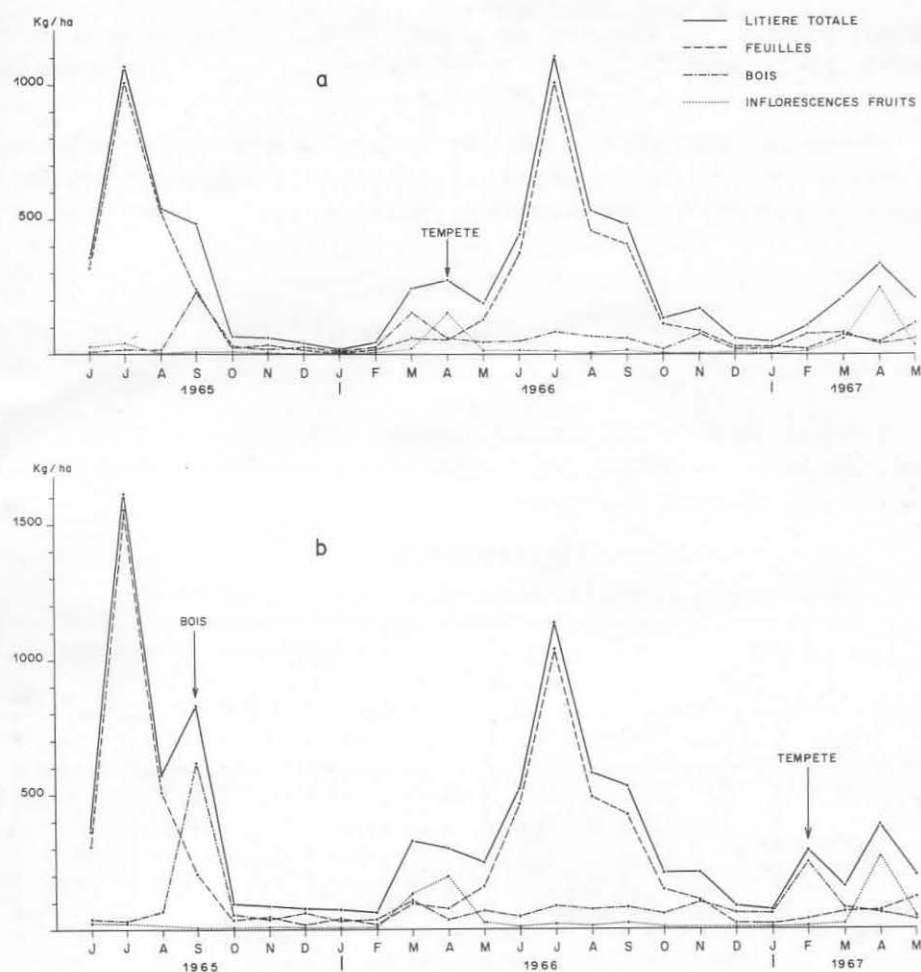 Kg/ha
LITIERE TOTALE
FEUILLES
BOIS
INFLORESCENCES FRUITS
a
1000
500
TEMPETE
J J A S O N D J F M A M J J A S O N D J F M A M
1965 1966 1967
Kg/ha
b
1500
BOIS
1000
TEMPETE
500
J J A S O N D J F M A M J J A S O N D J F M A M
1965 1966 1967